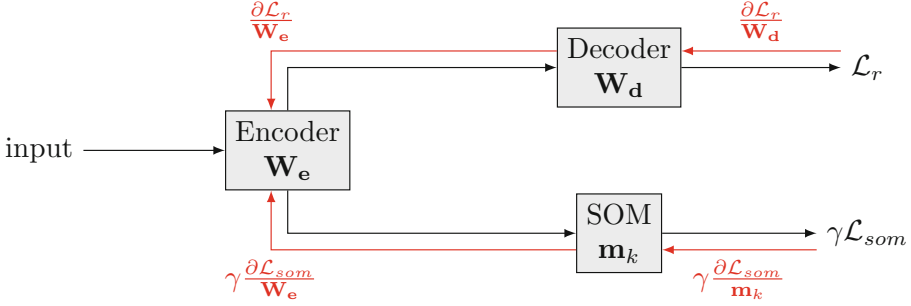 ∂ℒ_r / W_e
∂ℒ_r / W_d
Decoder
W_d
ℒ_r
Encoder
W_e
input
SOM
m_k
γℒ_som
γ ∂ℒ_som / W_e
γ ∂ℒ_som / m_k